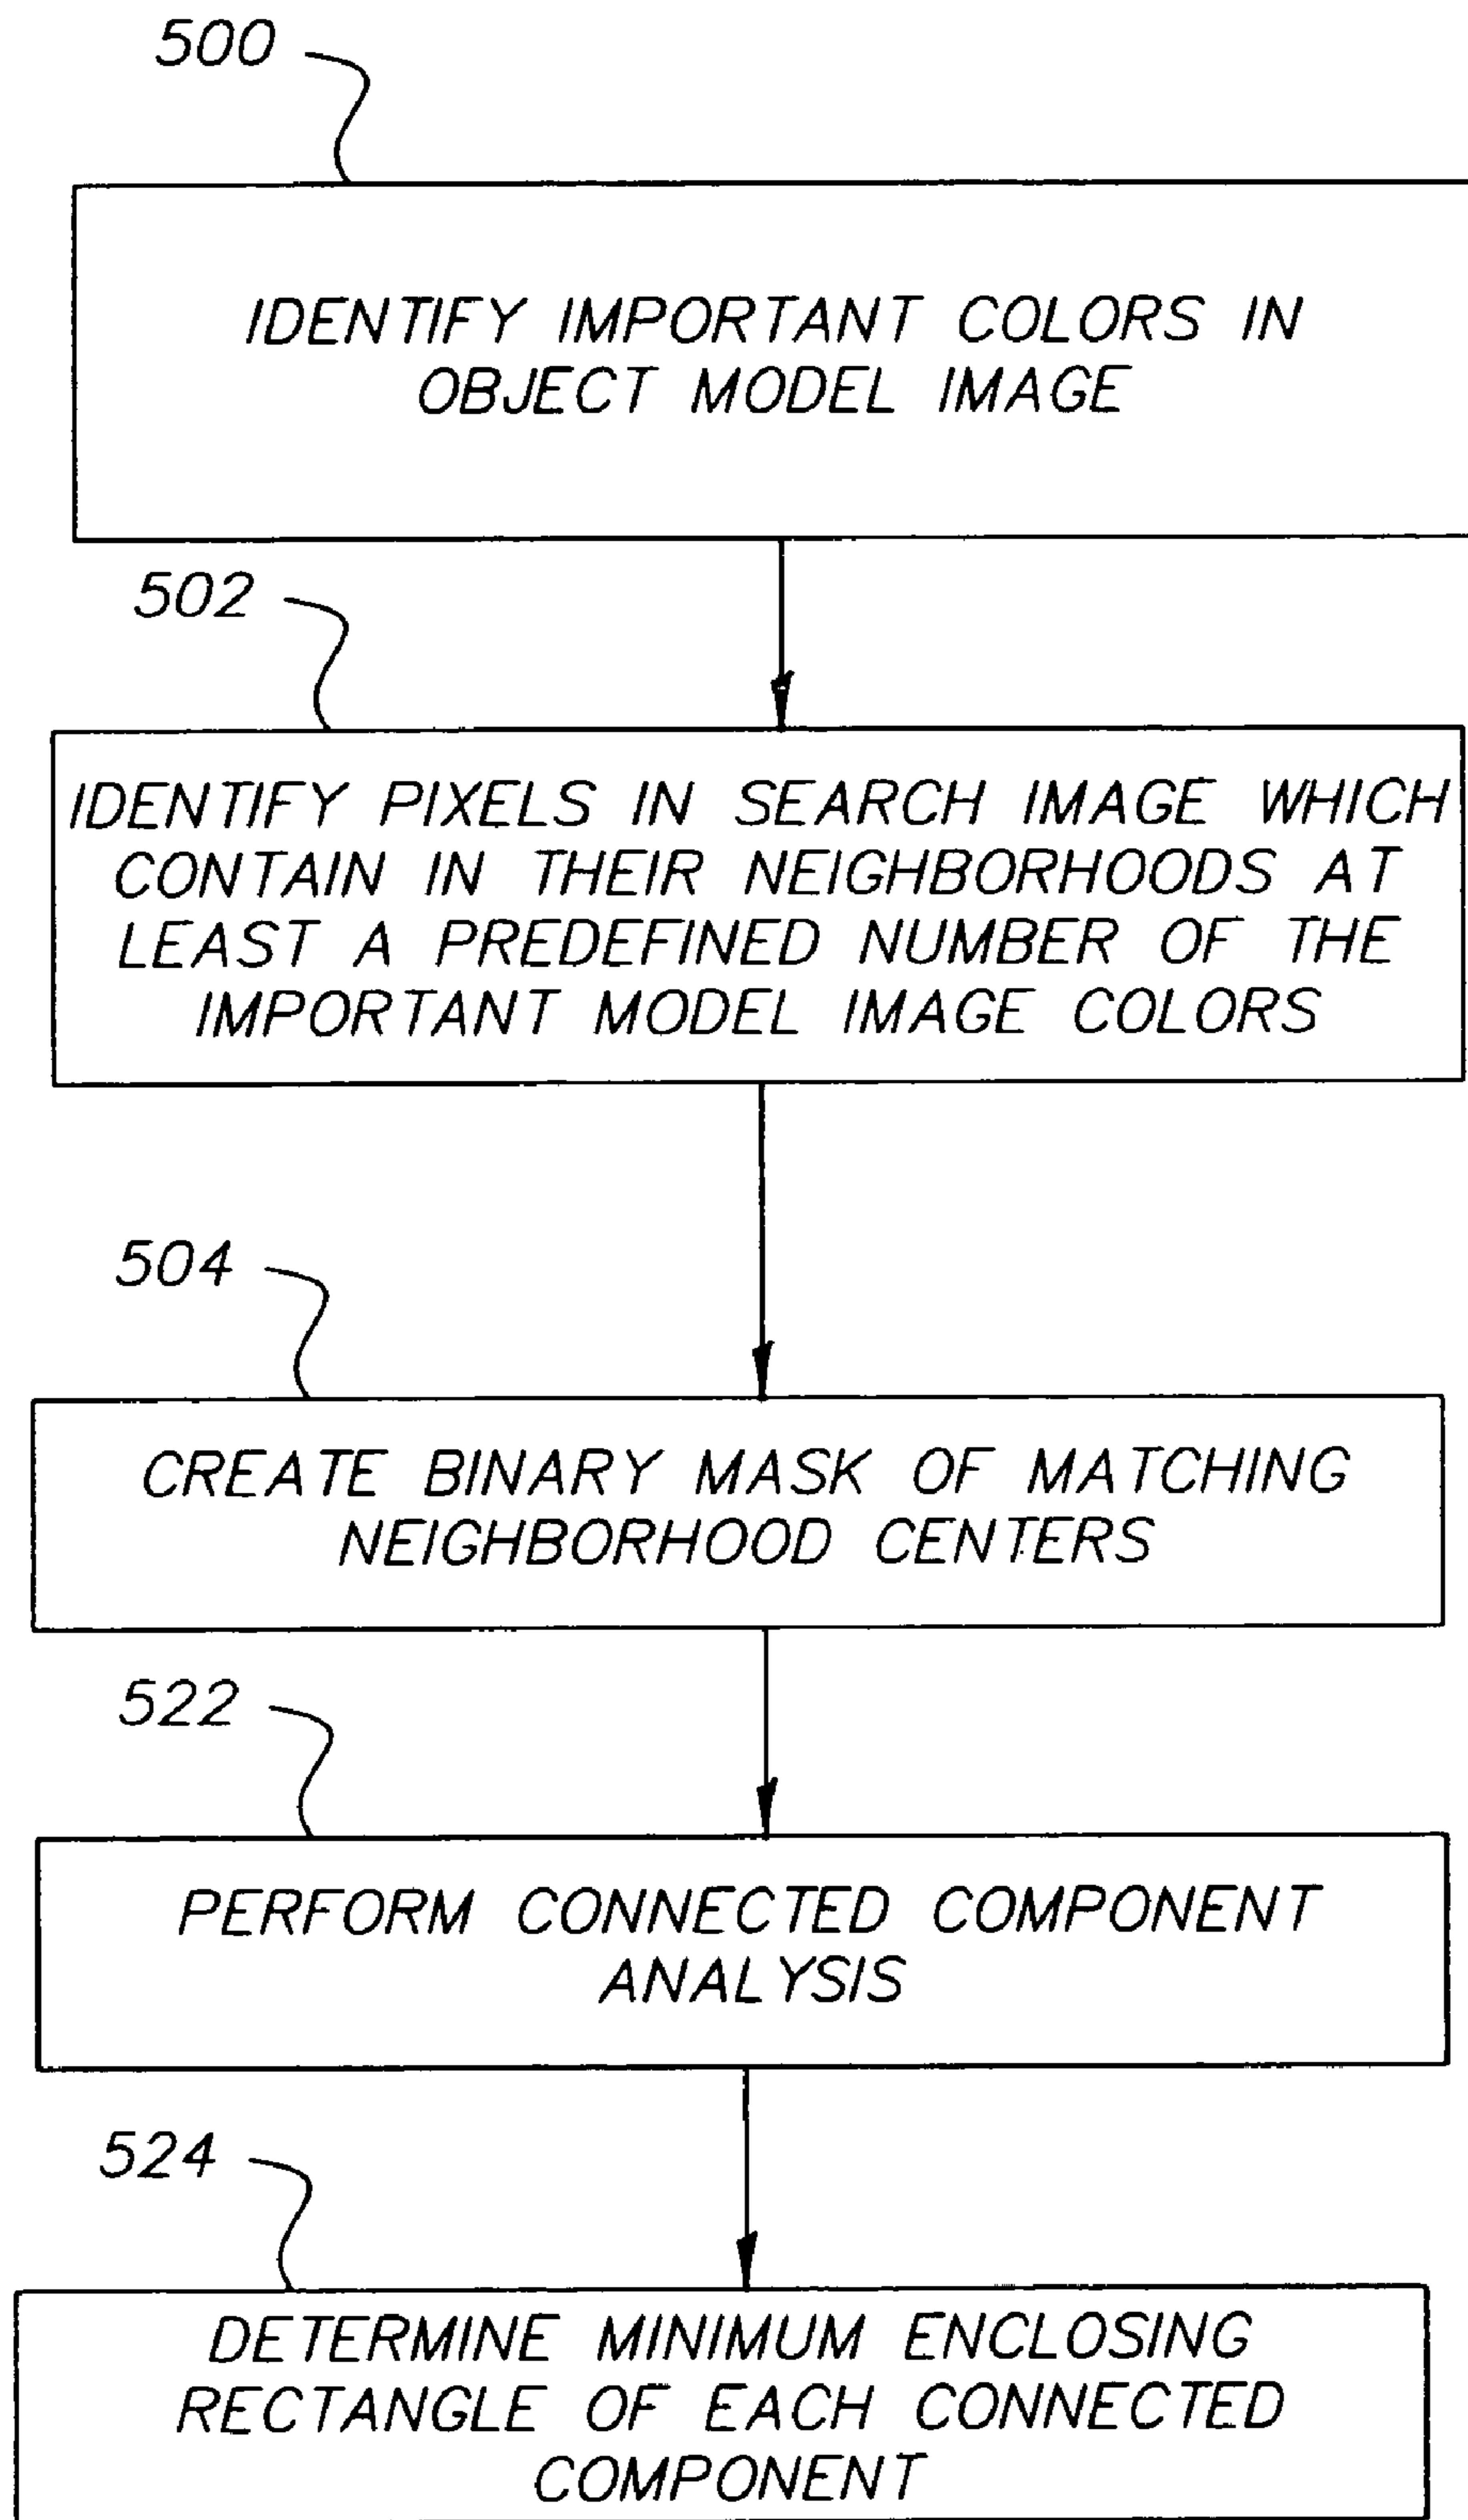 500
IDENTIFY IMPORTANT COLORS IN
OBJECT MODEL IMAGE
502
IDENTIFY PIXELS IN SEARCH IMAGE WHICH
CONTAIN IN THEIR NEIGHBORHOODS AT
LEAST A PREDEFINED NUMBER OF THE
IMPORTANT MODEL IMAGE COLORS
504
CREATE BINARY MASK OF MATCHING
NEIGHBORHOOD CENTERS
522
PERFORM CONNECTED COMPONENT
ANALYSIS
524
DETERMINE MINIMUM ENCLOSING
RECTANGLE OF EACH CONNECTED
COMPONENT